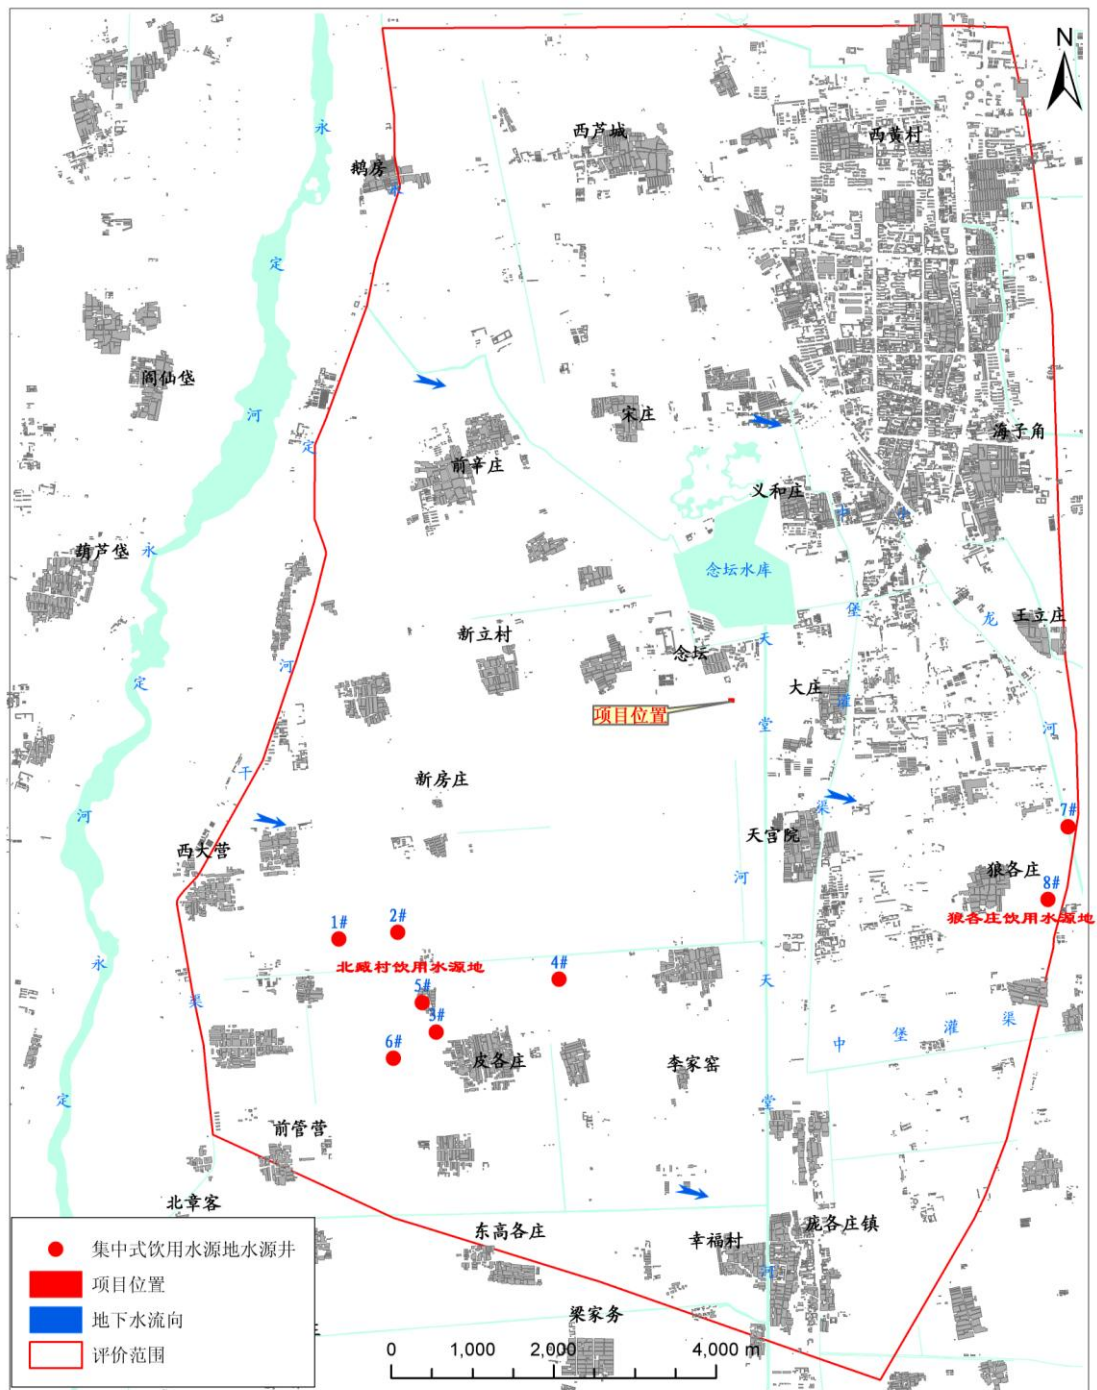 N
永
西芦城
西黄村
鹅房
永
定
阎仙垡
河
定
宋庄
海子角
前辛庄
义和庄
中
小
葫芦垡
永
念坛水库
堡
龙
王立庄
新立村
天
河
念坛
定
大庄
灌
项目位置
堂
河
干
新房庄
渠
河
7#
天宫院
西大营
狼各庄
河
8#
1#
2#
狼各庄饮用水源地
永
北臧村饮用水源地
4#
天
渠
5#
3#
中
堡
灌
渠
6#
皮各庄
李家窑
定
堂
前管营
北章客
东高各庄
幸福村
庞各庄镇
河
集中式饮用水源地水源井
项目位置
地下水流向
评价范围
梁家务
0
1,000
2,000
4,000 m